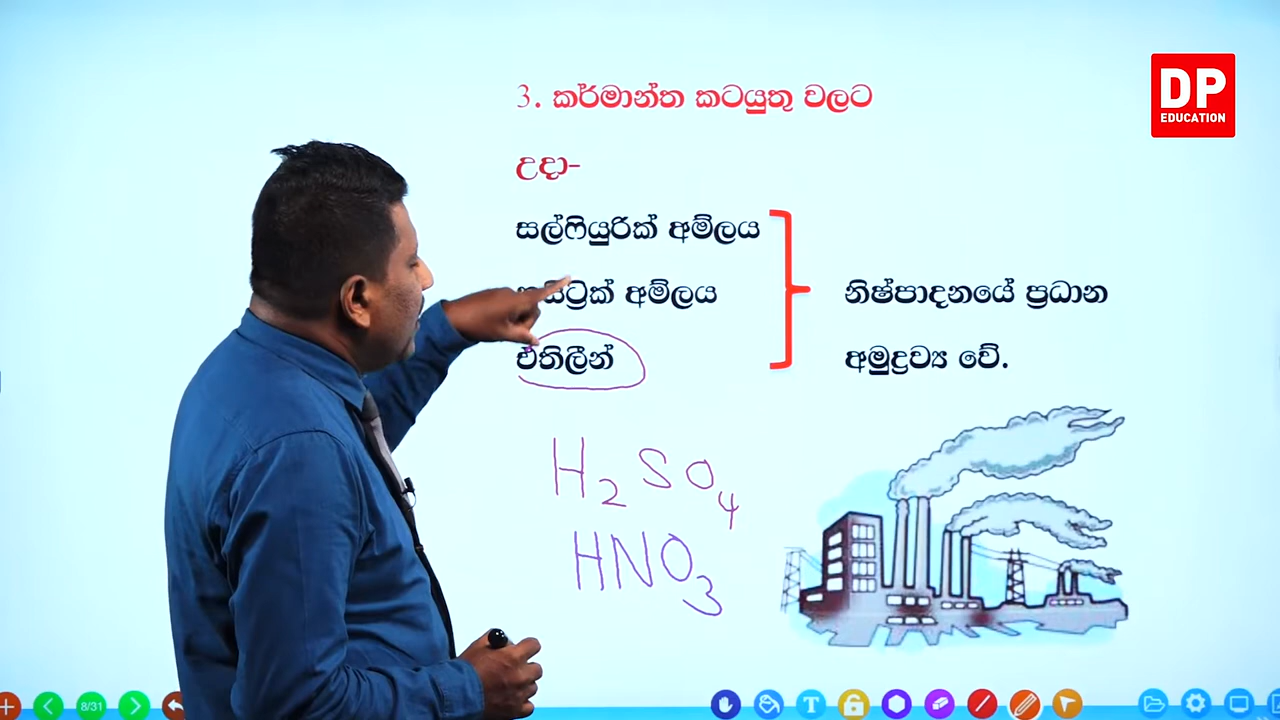 DP
EDUCATION
3. කර්මාන්ත කටයුතු වලට
උදා-
සල්ෆියුරික් අම්ලය
අම්ලය
එතිලීන්
නිෂ්පාදනයේ ප්‍රධාන
අමුද්‍රව්‍ය වේ.
H₂SO₄
HNO₃
8/31
T